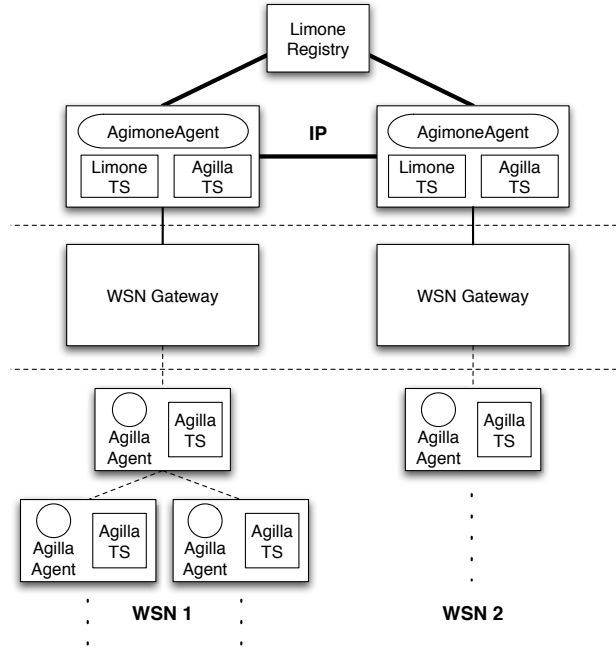 Limone
Registry
AgimoneAgent
IP
AgimoneAgent
Limone
TS
Agilla
TS
Limone
TS
Agilla
TS
WSN Gateway
WSN Gateway
Agilla
Agent
Agilla
TS
Agilla
Agent
Agilla
TS
Agilla
Agent
Agilla
TS
Agilla
Agent
Agilla
TS
WSN 1
WSN 2